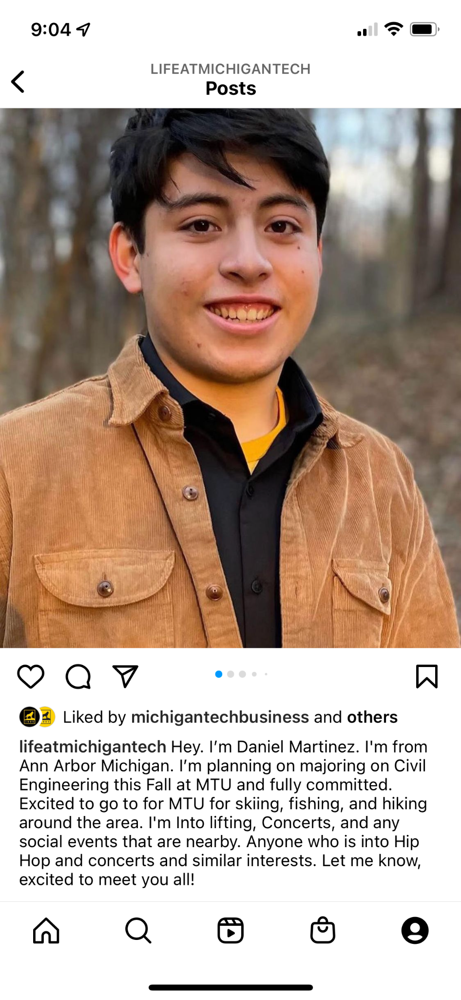 9:04
LIFEATMICHIGANTECH
Posts
Liked by michigantechbusiness and others
lifeatmichigantech Hey. I’m Daniel Martinez. I'm from
Ann Arbor Michigan. I’m planning on majoring on Civil
Engineering this Fall at MTU and fully committed.
Excited to go to for MTU for skiing, fishing, and hiking
around the area. I'm Into lifting, Concerts, and any
social events that are nearby. Anyone who is into Hip
Hop and concerts and similar interests. Let me know,
excited to meet you all!